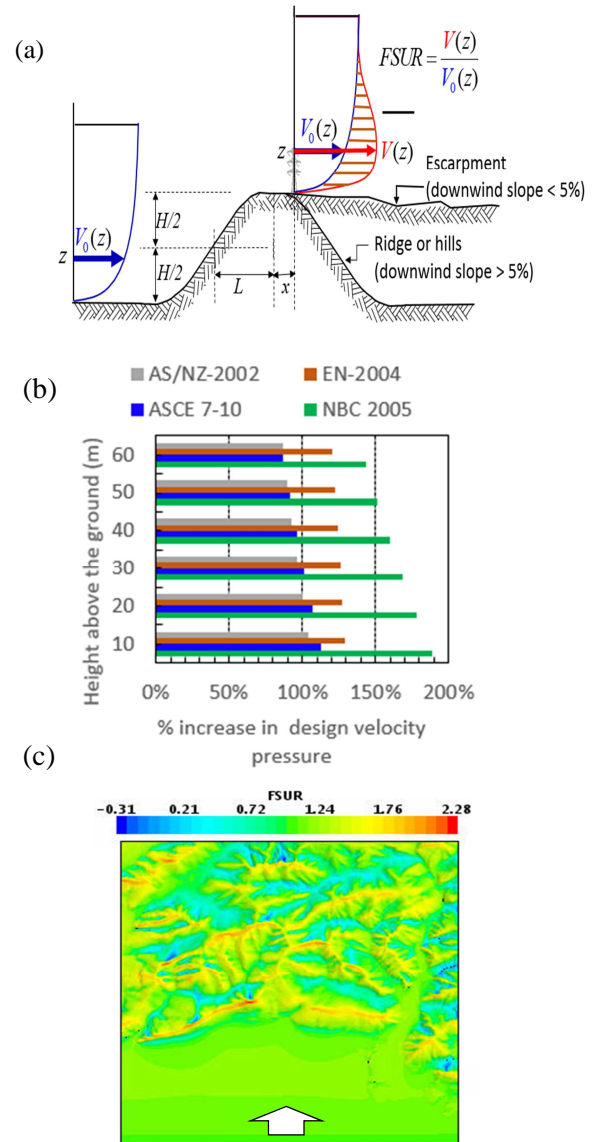 (a)
FSUR = V(z) / V₀(z)
V₀(z)
z
V(z)
V₀(z)
z
H/2
H/2
L
x
Escarpment
(downwind slope < 5%)
Ridge or hills
(downwind slope > 5%)
(b)
AS/NZ-2002 EN-2004
ASCE 7-10 NBC 2005
Height above the ground (m)
60
50
40
30
20
10
0% 50% 100% 150% 200%
% increase in design velocity
pressure
(c)
FSUR
-0.31 0.21 0.72 1.24 1.76 2.28